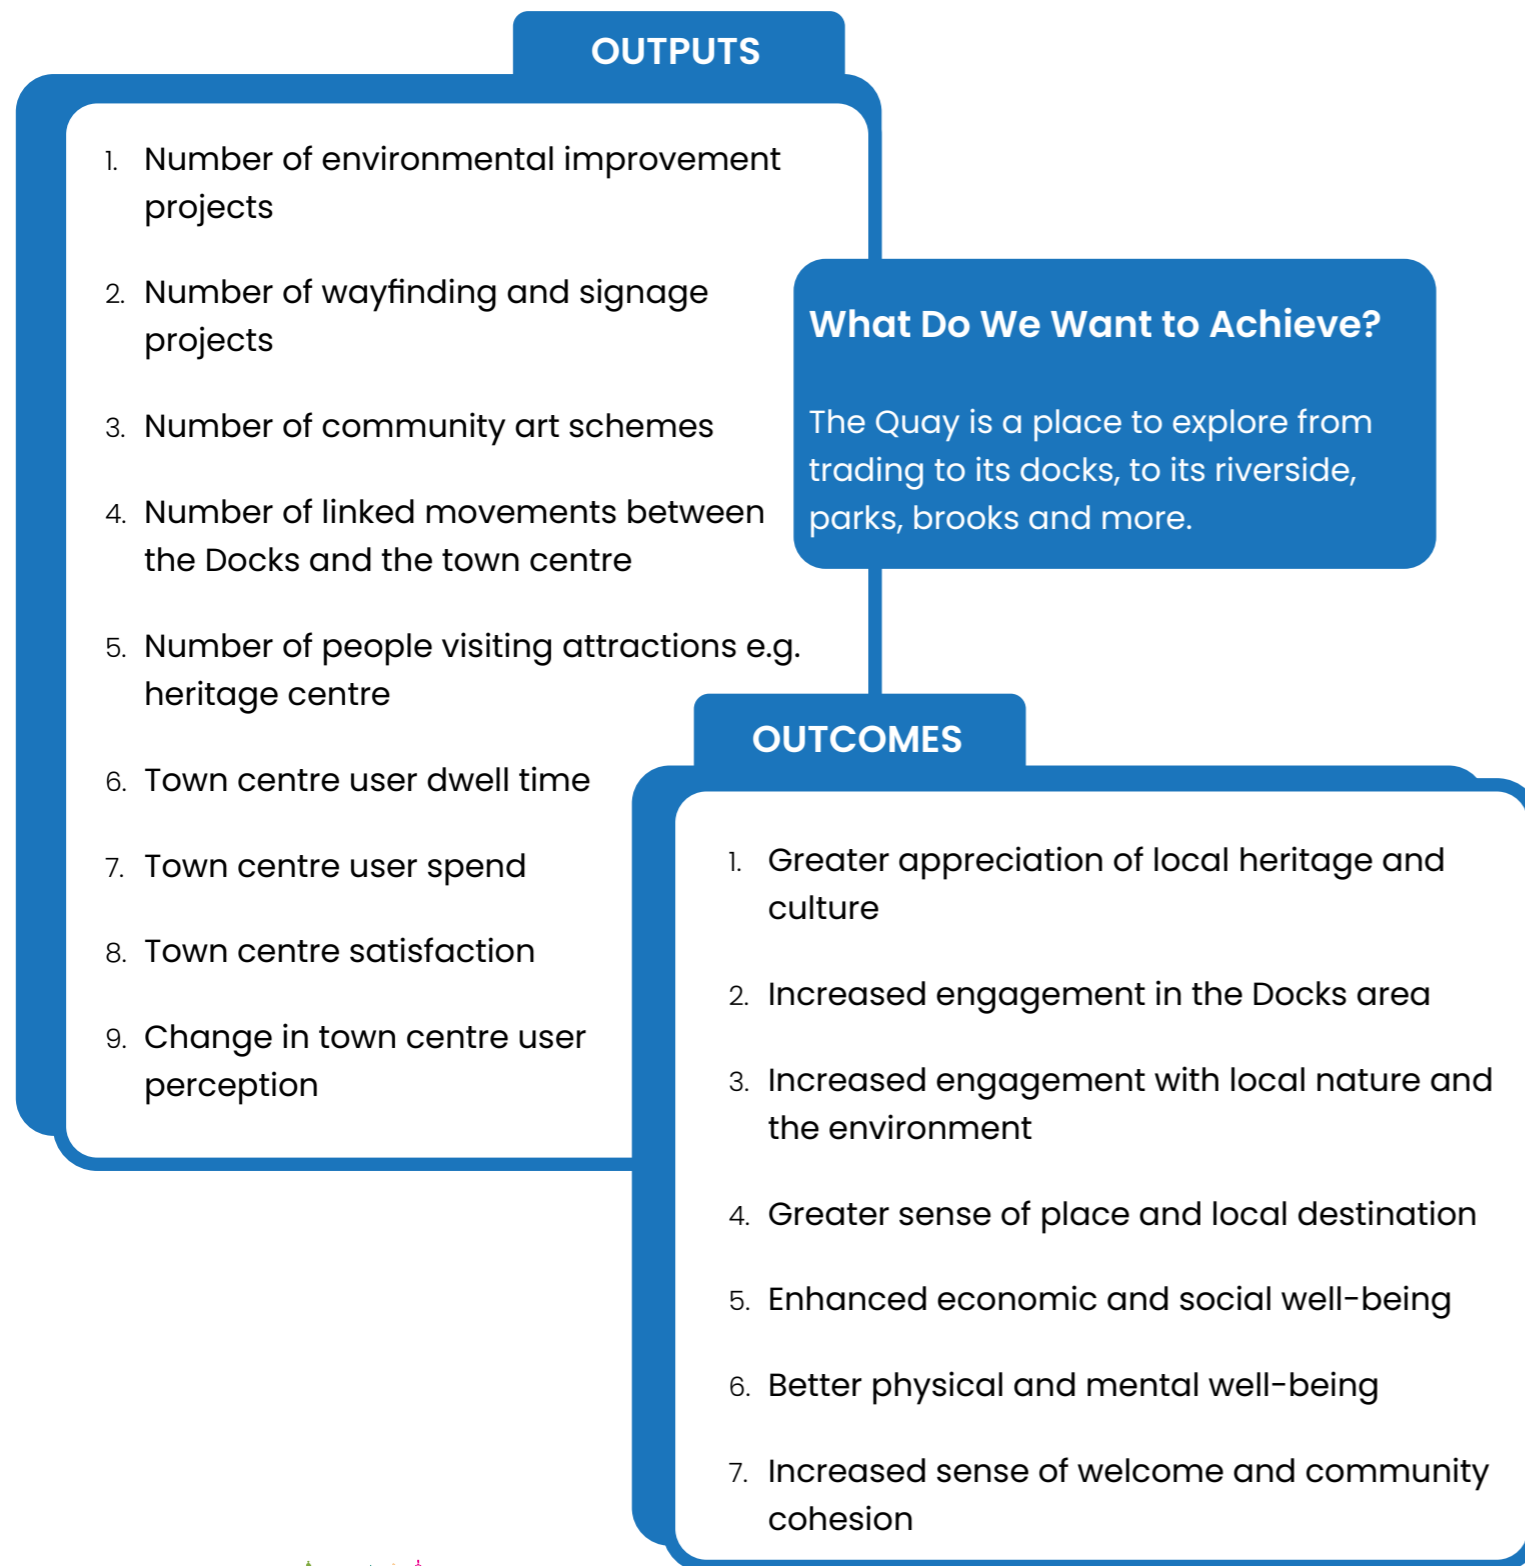 OUTPUTS
1. Number of environmental improvement
projects
2. Number of wayfinding and signage
projects
3. Number of community art schemes
4. Number of linked movements between
the Docks and the town centre
5. Number of people visiting attractions e.g.
heritage centre
6. Town centre user dwell time
7. Town centre user spend
8. Town centre satisfaction
9. Change in town centre user
perception
What Do We Want to Achieve?
The Quay is a place to explore from
trading to its docks, to its riverside,
parks, brooks and more.
OUTCOMES
1. Greater appreciation of local heritage and
culture
2. Increased engagement in the Docks area
3. Increased engagement with local nature and
the environment
4. Greater sense of place and local destination
5. Enhanced economic and social well-being
6. Better physical and mental well-being
7. Increased sense of welcome and community
cohesion